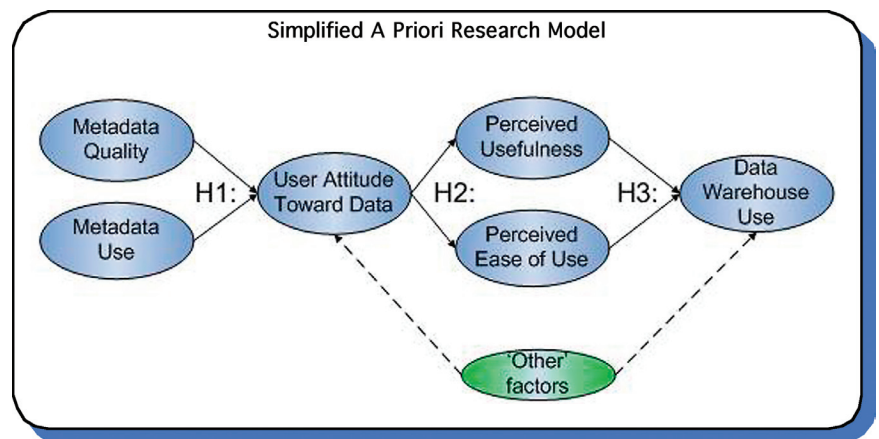 Simplified A Priori Research Model
Metadata
Quality
Metadata
Use
H1:
User Attitude
Toward Data
H2:
Perceived
Usefulness
Perceived
Ease of Use
H3:
Data
Warehouse
Use
'Other'
factors